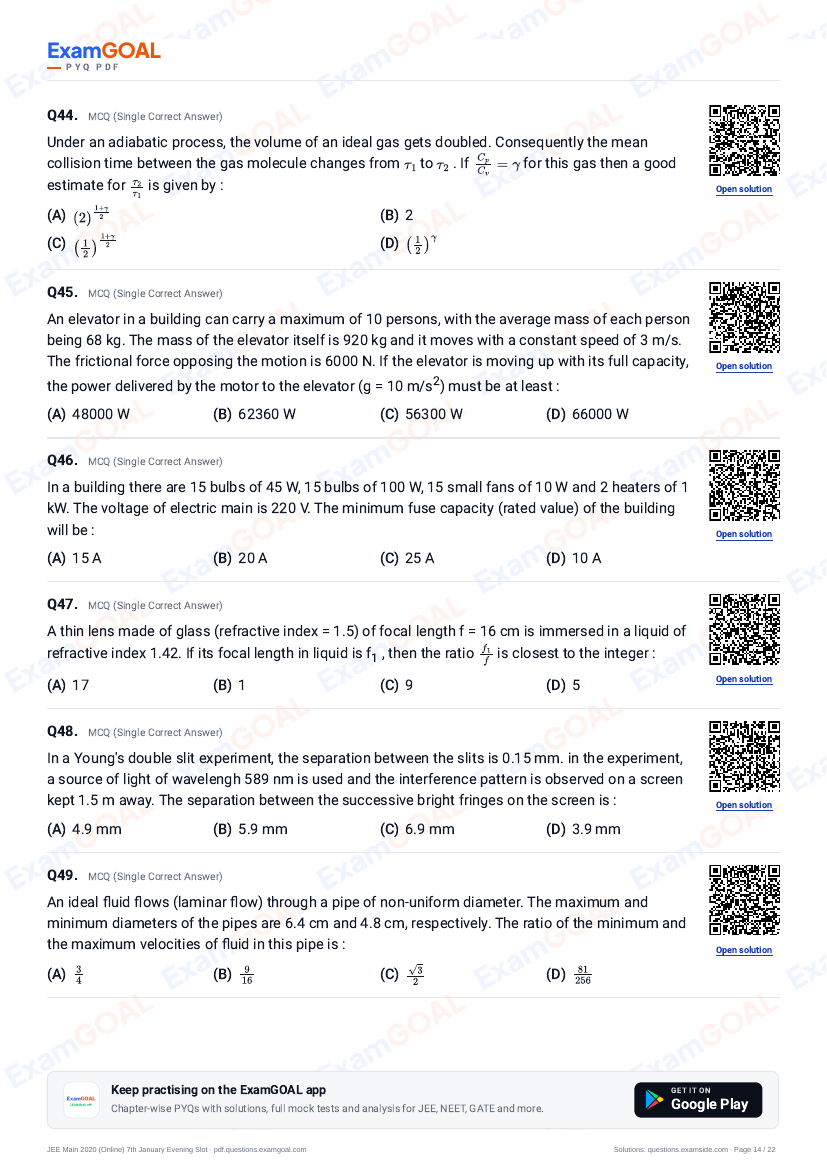 ExamGOAL
PYQ PDF
Q44. MCQ (Single Correct Answer)
Under an adiabatic process, the volume of an ideal gas gets doubled. Consequently the mean
collision time between the gas molecule changes from τ₁ to τ₂ . If C_p/C_v = γ for this gas then a good
estimate for τ₂/τ₁ is given by :
(A) (2)^((1+γ)/2) (B) 2
(C) (1/2)^((1+γ)/2) (D) (1/2)^γ
Open solution
Q45. MCQ (Single Correct Answer)
An elevator in a building can carry a maximum of 10 persons, with the average mass of each person
being 68 kg. The mass of the elevator itself is 920 kg and it moves with a constant speed of 3 m/s.
The frictional force opposing the motion is 6000 N. If the elevator is moving up with its full capacity,
the power delivered by the motor to the elevator (g = 10 m/s²) must be at least :
(A) 48000 W (B) 62360 W (C) 56300 W (D) 66000 W
Open solution
Q46. MCQ (Single Correct Answer)
In a building there are 15 bulbs of 45 W, 15 bulbs of 100 W, 15 small fans of 10 W and 2 heaters of 1
kW. The voltage of electric main is 220 V. The minimum fuse capacity (rated value) of the building
will be :
(A) 15 A (B) 20 A (C) 25 A (D) 10 A
Open solution
Q47. MCQ (Single Correct Answer)
A thin lens made of glass (refractive index = 1.5) of focal length f = 16 cm is immersed in a liquid of
refractive index 1.42. If its focal length in liquid is f₁ , then the ratio f₁/f is closest to the integer :
(A) 17 (B) 1 (C) 9 (D) 5
Open solution
Q48. MCQ (Single Correct Answer)
In a Young's double slit experiment, the separation between the slits is 0.15 mm. in the experiment,
a source of light of wavelengh 589 nm is used and the interference pattern is observed on a screen
kept 1.5 m away. The separation between the successive bright fringes on the screen is :
(A) 4.9 mm (B) 5.9 mm (C) 6.9 mm (D) 3.9 mm
Open solution
Q49. MCQ (Single Correct Answer)
An ideal fluid flows (laminar flow) through a pipe of non-uniform diameter. The maximum and
minimum diameters of the pipes are 6.4 cm and 4.8 cm, respectively. The ratio of the minimum and
the maximum velocities of fluid in this pipe is :
(A) 3/4 (B) 9/16 (C) √3/2 (D) 81/256
Open solution
ExamGOAL
Keep practising on the ExamGOAL app
Chapter-wise PYQs with solutions, full mock tests and analysis for JEE, NEET, GATE and more.
GET IT ON
Google Play
JEE Main 2020 (Online) 7th January Evening Slot · pdf.questions.examgoal.com
Solutions: questions.examside.com · Page 14 / 22